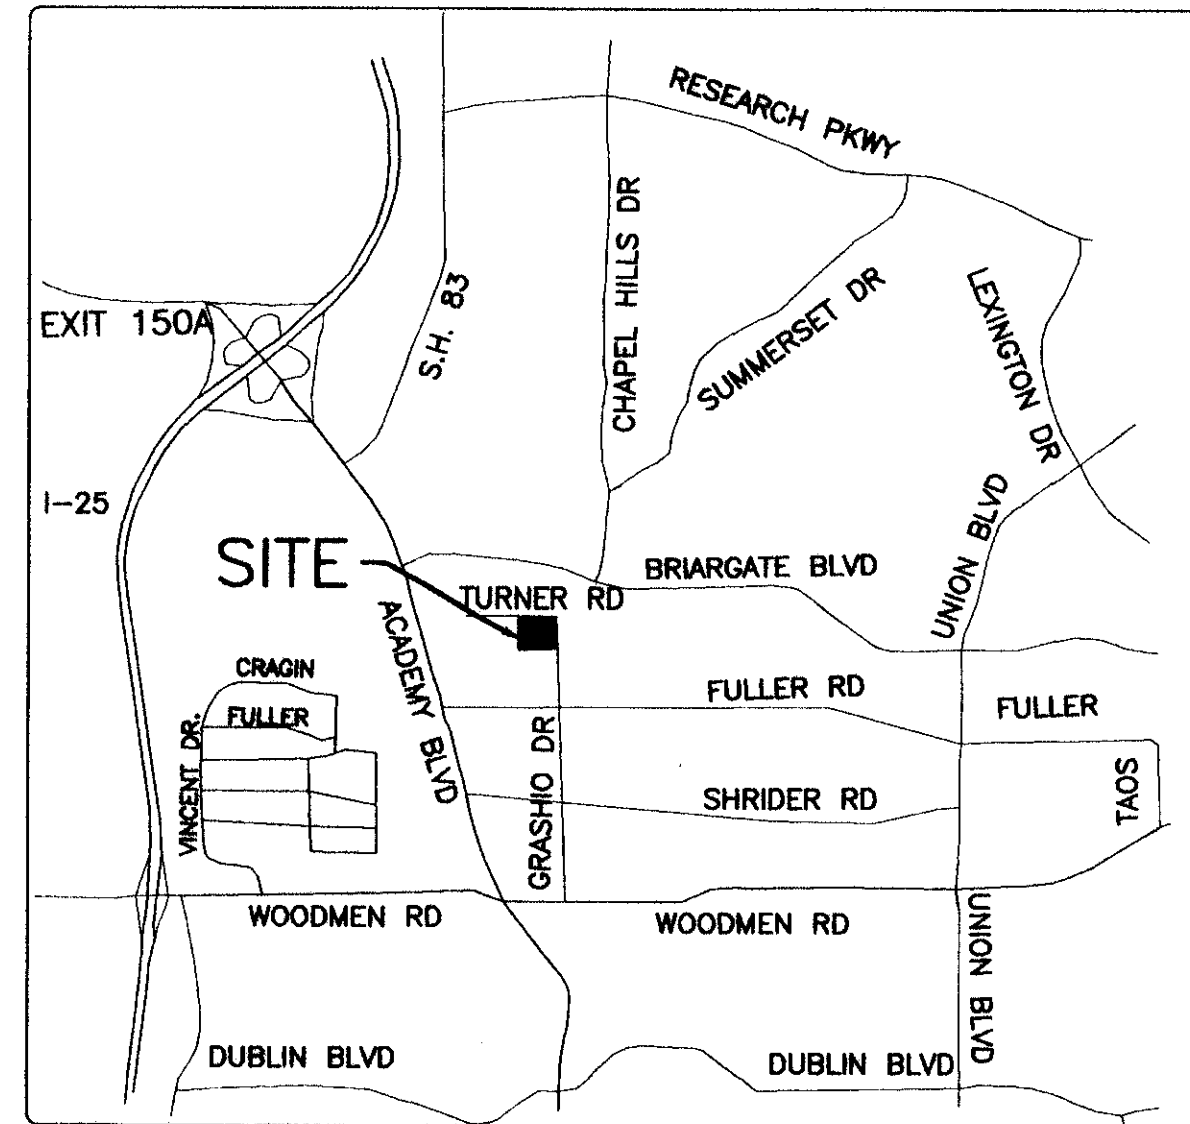 RESEARCH PKWY
CHAPEL HILLS DR
S.H. 83
SUMMERSET DR
LEXINGTON DR
EXIT 150A
I-25
UNION BLVD
SITE
BRIARGATE BLVD
TURNER RD
ACADEMY BLVD
CRAGIN
FULLER RD
FULLER
FULLER
VINCENT DR.
GRASHIO DR
SHRIDER RD
TAOS
WOODMEN RD
WOODMEN RD
UNION BLVD
DUBLIN BLVD
DUBLIN BLVD